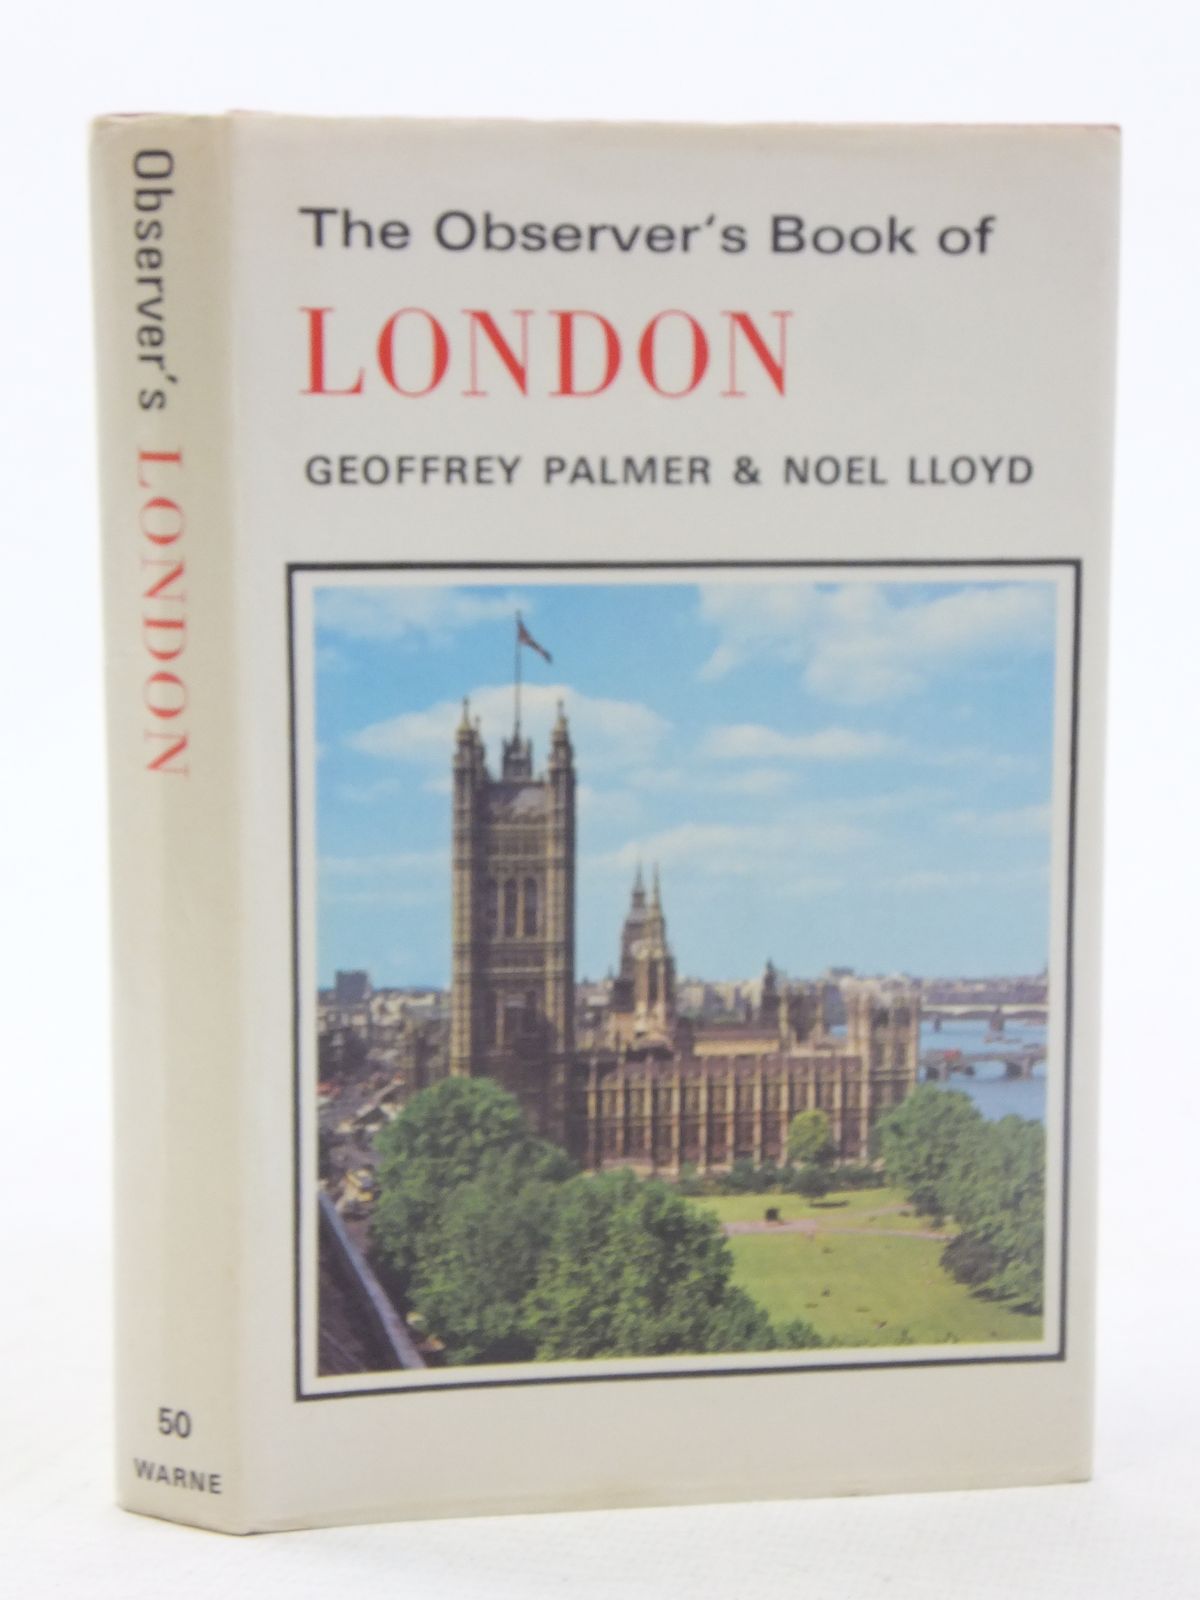 The Observer's Book of
LONDON
GEOFFREY PALMER & NOEL LLOYD
Observer's LONDON
50
WARNE